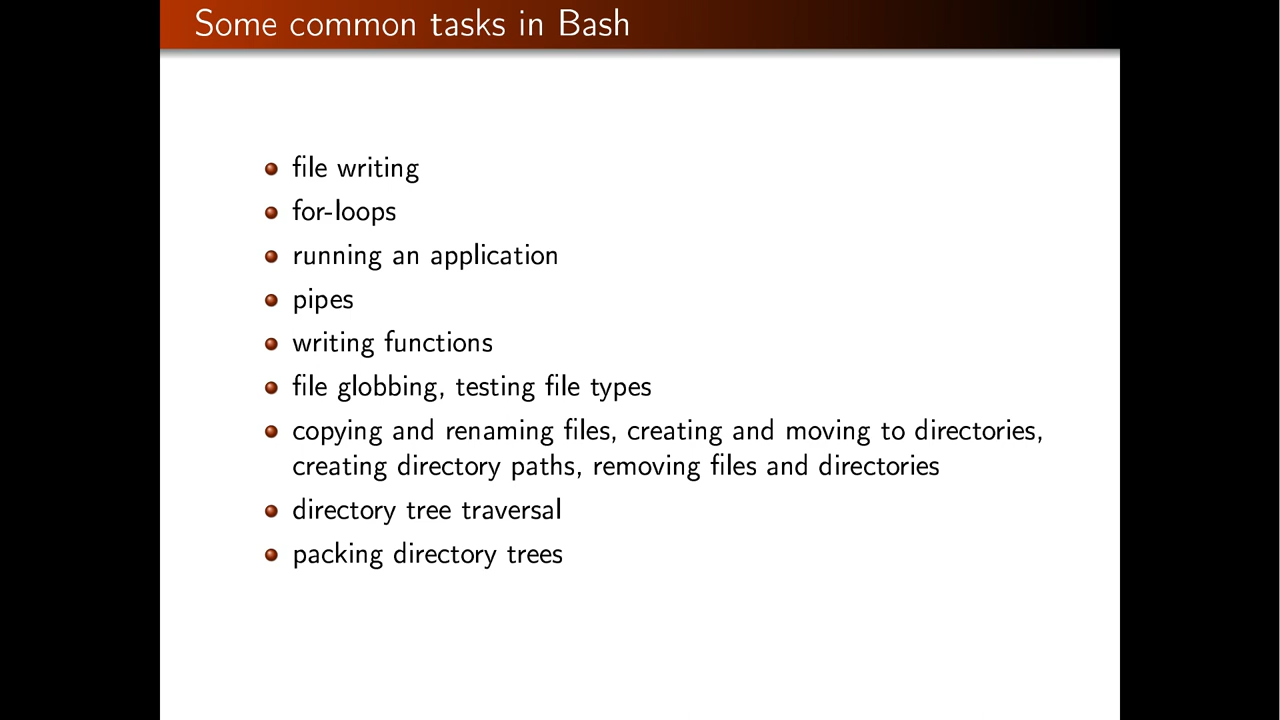 Some common tasks in Bash
file writing
for-loops
running an application
pipes
writing functions
file globbing, testing file types
copying and renaming files, creating and moving to directories,
creating directory paths, removing files and directories
directory tree traversal
packing directory trees